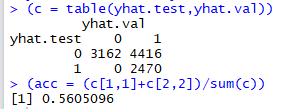 > (c = table(yhat.test,yhat.val))
yhat.val
yhat.test 0 1
0 3162 4416
1 0 2470
> (acc = (c[1,1]+c[2,2])/sum(c))
[1] 0.5605096